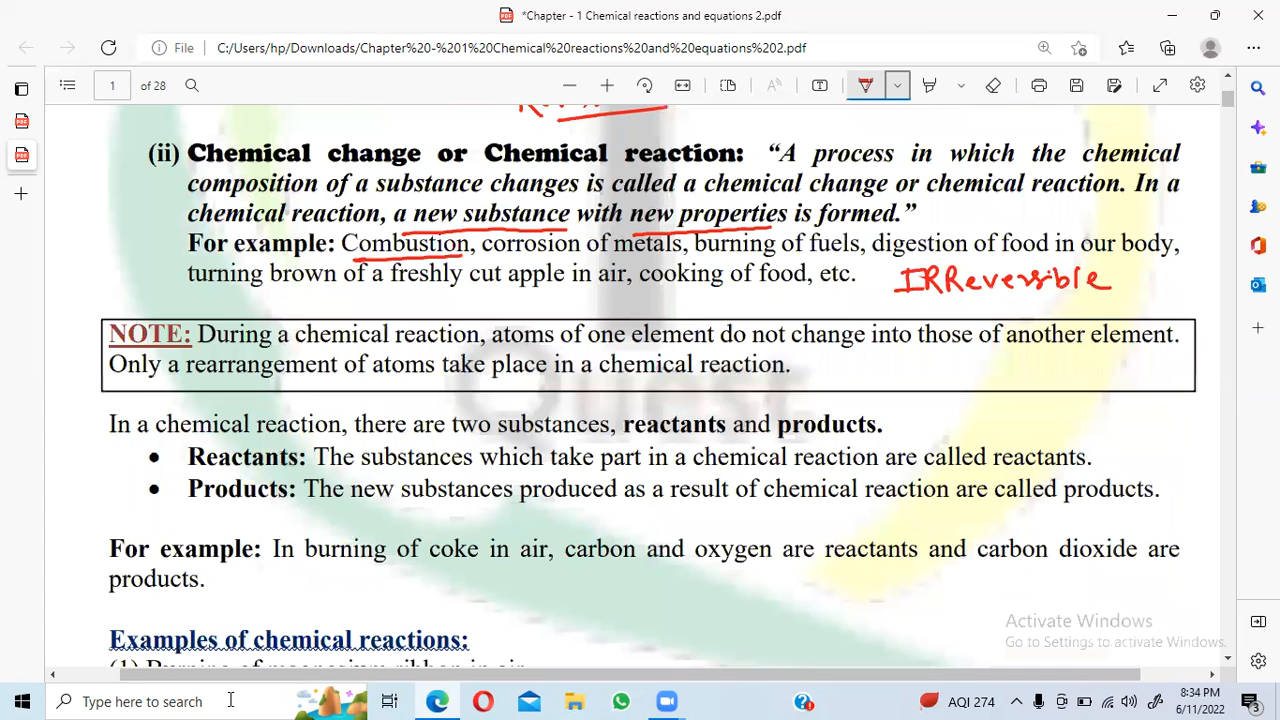 *Chapter - 1 Chemical reactions and equations 2.pdf
File C:/Users/hp/Downloads/Chapter%20-%201%20Chemical%20reactions%20and%20equations%202.pdf
1 of 28
(ii) Chemical change or Chemical reaction: “A process in which the chemical
composition of a substance changes is called a chemical change or chemical reaction. In a
chemical reaction, a new substance with new properties is formed.”
For example: Combustion, corrosion of metals, burning of fuels, digestion of food in our body,
turning brown of a freshly cut apple in air, cooking of food, etc. IRReversible
NOTE: During a chemical reaction, atoms of one element do not change into those of another element.
Only a rearrangement of atoms take place in a chemical reaction.
Quest
In a chemical reaction, there are two substances, reactants and products.
• Reactants: The substances which take part in a chemical reaction are called reactants.
• Products: The new substances produced as a result of chemical reaction are called products.
For example: In burning of coke in air, carbon and oxygen are reactants and carbon dioxide are
products.
Activate Windows
Go to Settings to activate Windows.
Examples of chemical reactions:
(1) Burning of magnesium ribbon in air
Type here to search
AQI 274
8:34 PM
6/11/2022
3